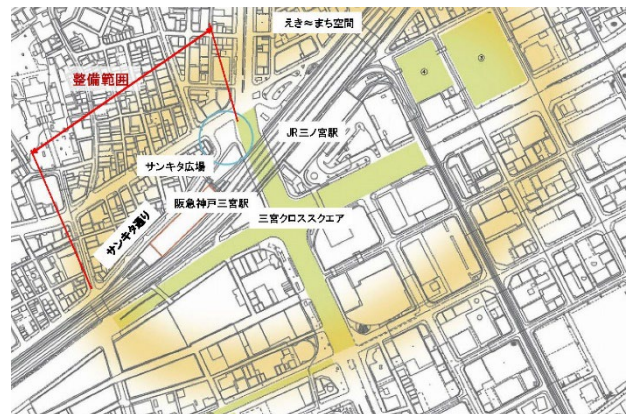 えき≈まち空間
整備範囲
④
③
JR三ノ宮駅
サンキタ広場
阪急神戸三宮駅
三宮クロススクエア
サンキタ通り